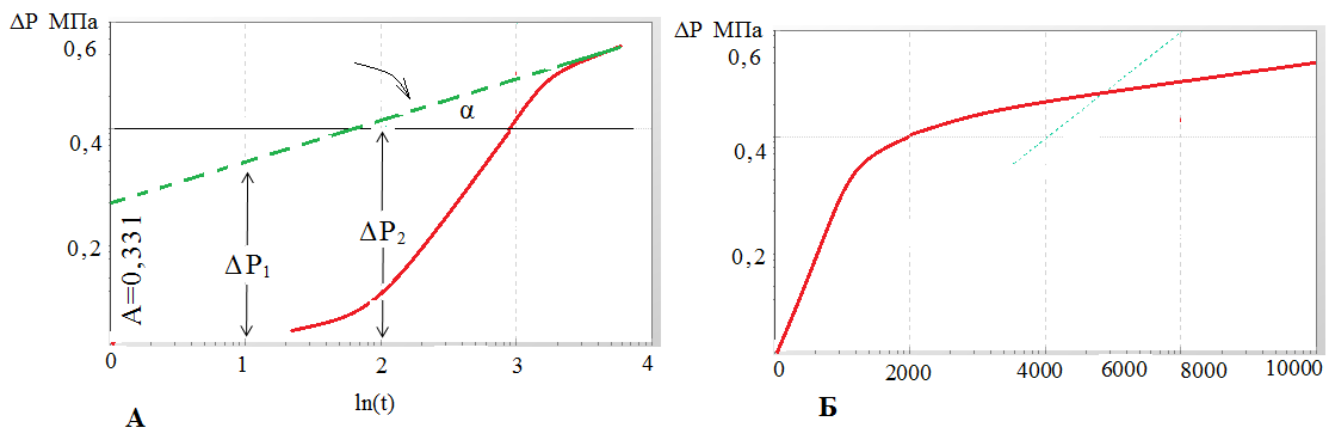 ΔP МПа
0,6
0,4
0,2
A=0,331
ΔP₁
ΔP₂
α
0 1 2 3 4
ln(t)
А
ΔP МПа
0,6
0,4
0,2
0 2000 4000 6000 8000 10000
Б